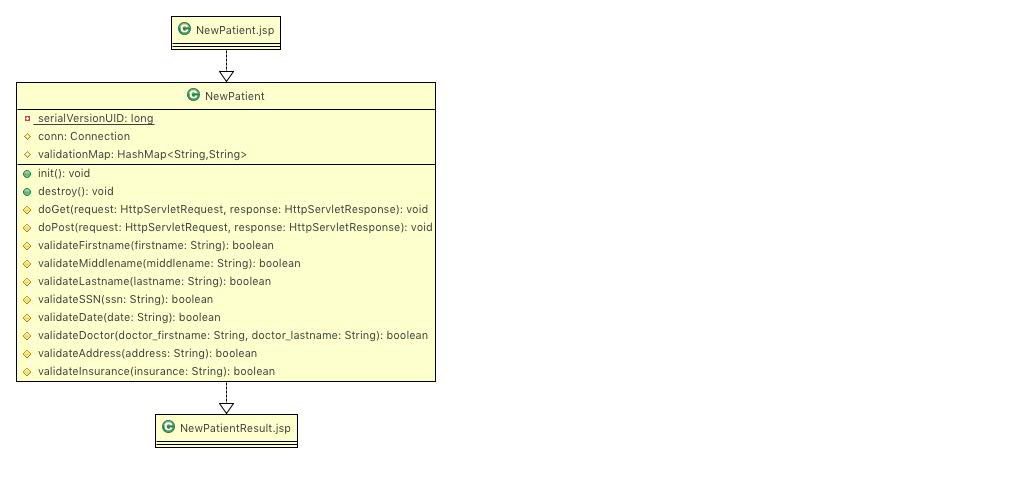 C NewPatient.jsp
C NewPatient
serialVersionUID: long
conn: Connection
validationMap: HashMap<String,String>
init(): void
destroy(): void
doGet(request: HttpServletRequest, response: HttpServletResponse): void
doPost(request: HttpServletRequest, response: HttpServletResponse): void
validateFirstname(firstname: String): boolean
validateMiddlename(middlename: String): boolean
validateLastname(lastname: String): boolean
validateSSN(ssn: String): boolean
validateDate(date: String): boolean
validateDoctor(doctor_firstname: String, doctor_lastname: String): boolean
validateAddress(address: String): boolean
validateInsurance(insurance: String): boolean
C NewPatientResult.jsp